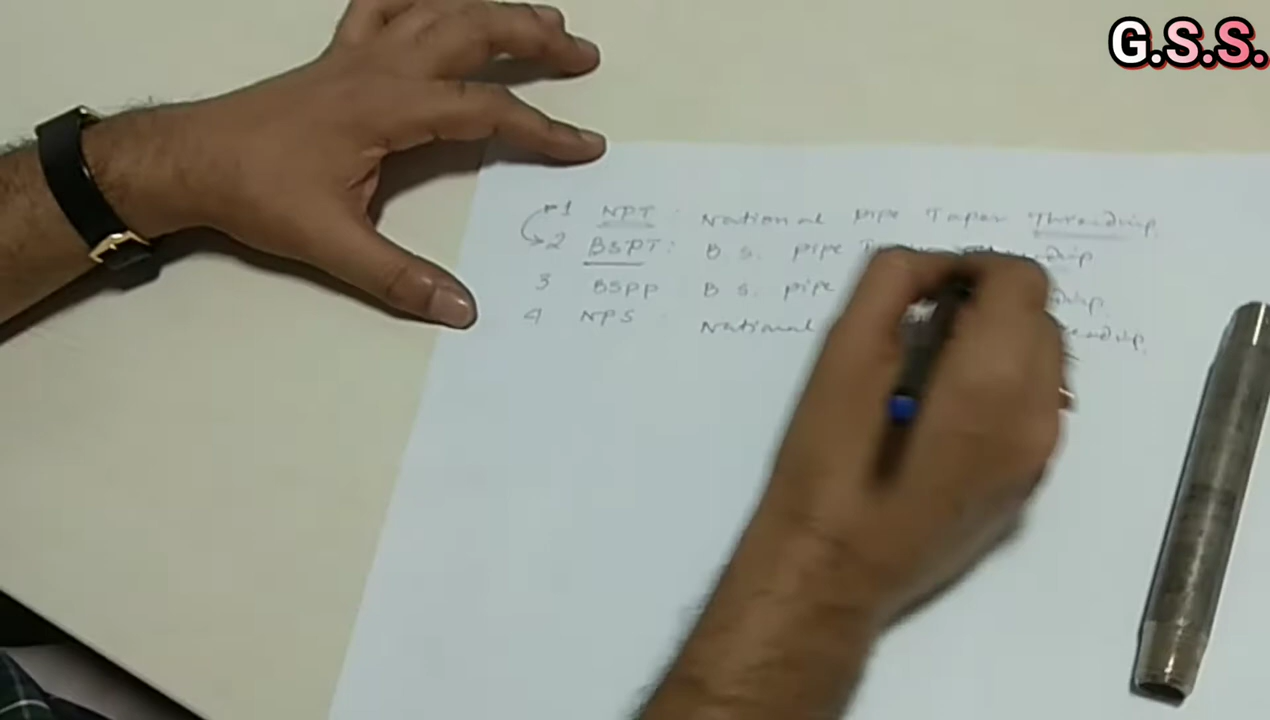 G.S.S.
1 NPT : National pipe Taper Threading.
2 BSPT : B S. pipe
3 BSPP B S. pipe
4 NPS National